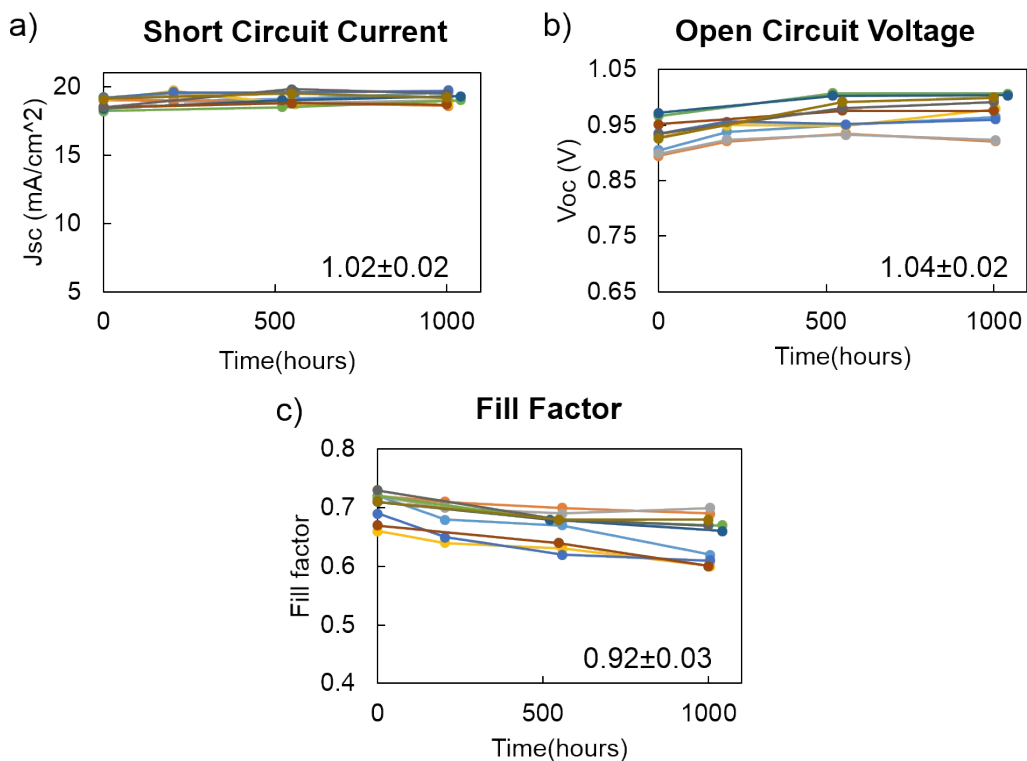 a)
Short Circuit Current
20
15
10
5
Jsc (mA/cm^2)
1.02±0.02
0
500
1000
Time(hours)
b)
Open Circuit Voltage
1.05
0.95
0.85
0.75
0.65
Voc (V)
1.04±0.02
0
500
1000
Time(hours)
c)
Fill Factor
0.8
0.7
0.6
0.5
0.4
Fill factor
0.92±0.03
0
500
1000
Time(hours)